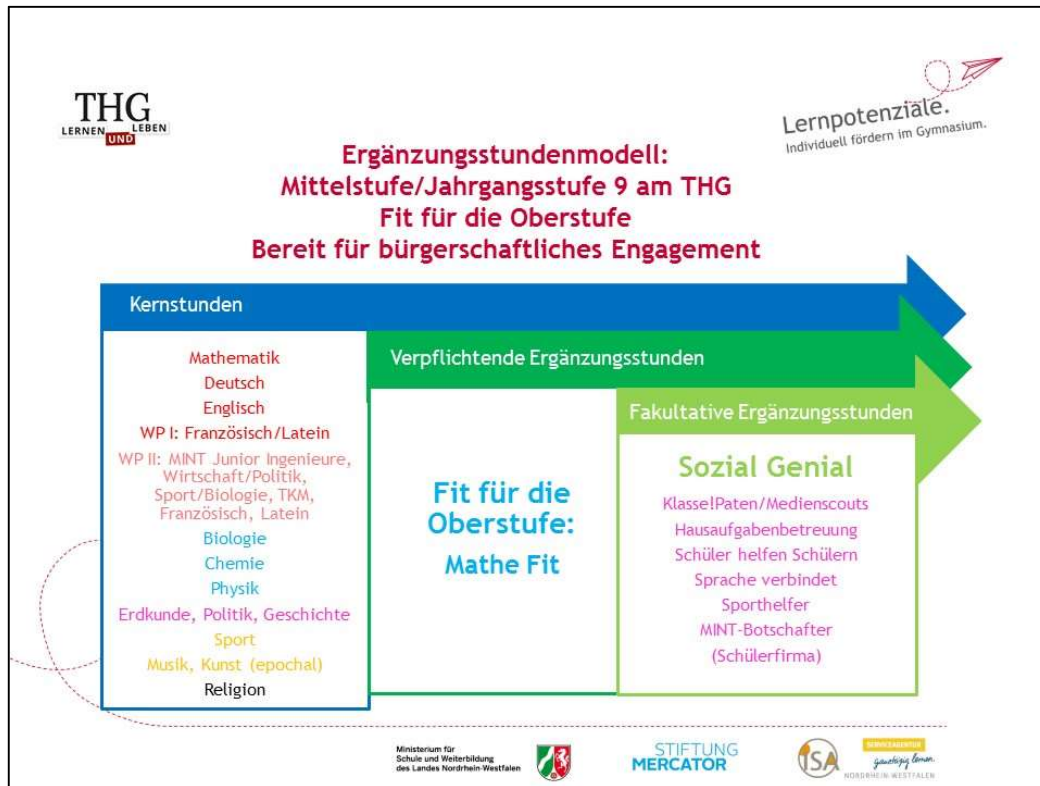 THG
LERNEN UND LEBEN
Lernpotenziale.
Individuell fördern im Gymnasium.
Ergänzungsstundenmodell:
Mittelstufe/Jahrgangsstufe 9 am THG
Fit für die Oberstufe
Bereit für bürgerschaftliches Engagement
Kernstunden
Mathematik
Deutsch
Englisch
WP I: Französisch/Latein
WP II: MINT Junior Ingenieure,
Wirtschaft/Politik,
Sport/Biologie, TKM,
Französisch, Latein
Biologie
Chemie
Physik
Erdkunde, Politik, Geschichte
Sport
Musik, Kunst (epochal)
Religion
Verpflichtende Ergänzungsstunden
Fit für die
Oberstufe:
Mathe Fit
Fakultative Ergänzungsstunden
Sozial Genial
Klasse!Paten/Medienscouts
Hausaufgabenbetreuung
Schüler helfen Schülern
Sprache verbindet
Sporthelfer
MINT-Botschafter
(Schülerfirma)
Ministerium für
Schule und Weiterbildung
des Landes Nordrhein-Westfalen
STIFTUNG
MERCATOR
ISA
SERVICEAGENTUR
ganztägig lernen.
NORDRHEIN-WESTFALEN